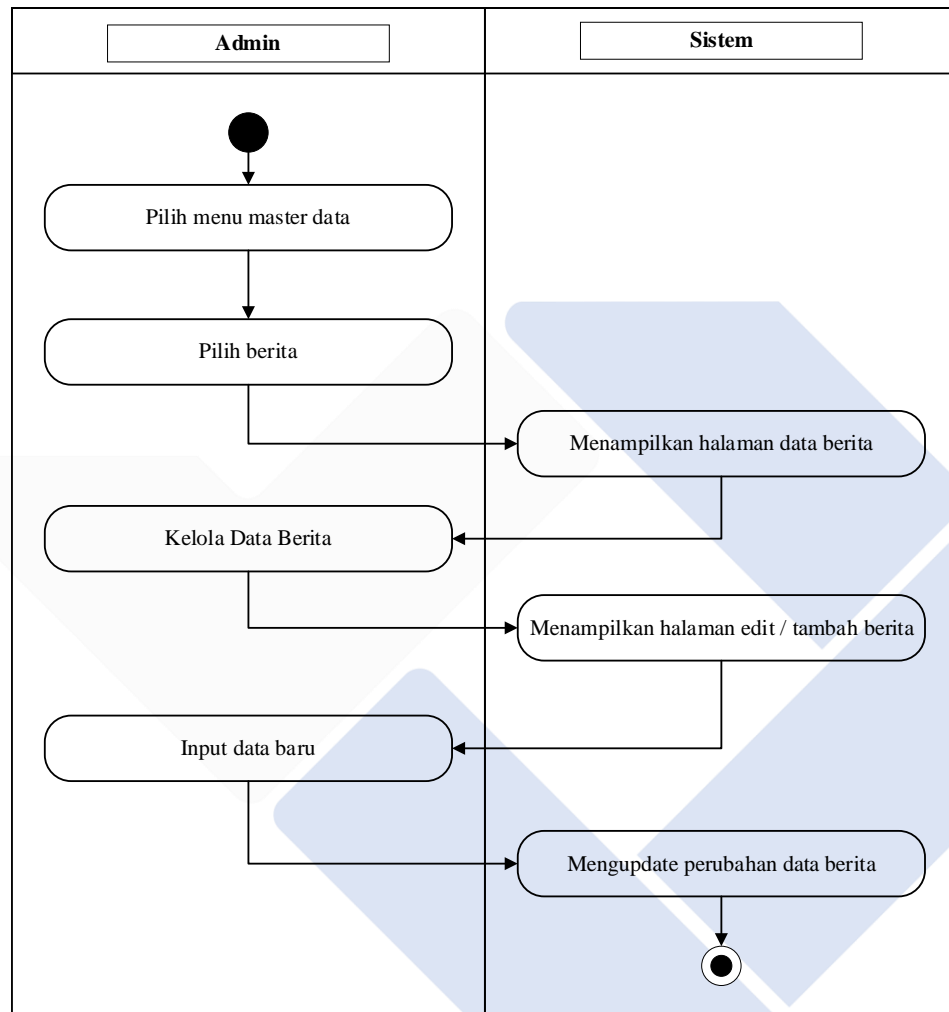 Admin
Sistem
Pilih menu master data
Pilih berita
Menampilkan halaman data berita
Kelola Data Berita
Menampilkan halaman edit / tambah berita
Input data baru
Mengupdate perubahan data berita